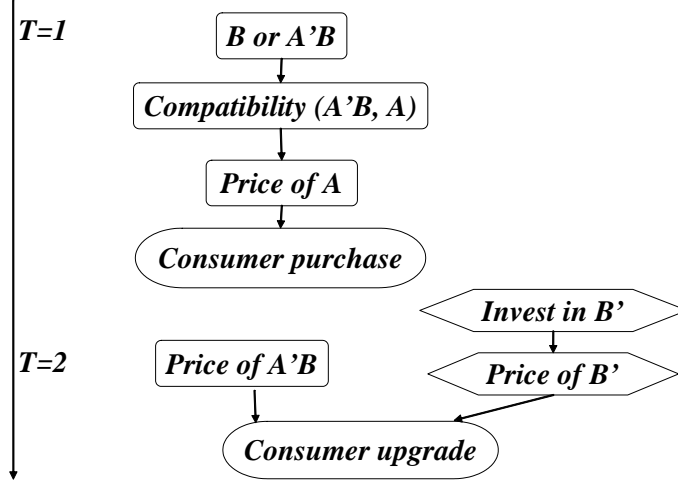 T=1
B or A’B
Compatibility (A’B, A)
Price of A
Consumer purchase
Invest in B’
T=2
Price of A’B
Price of B’
Consumer upgrade